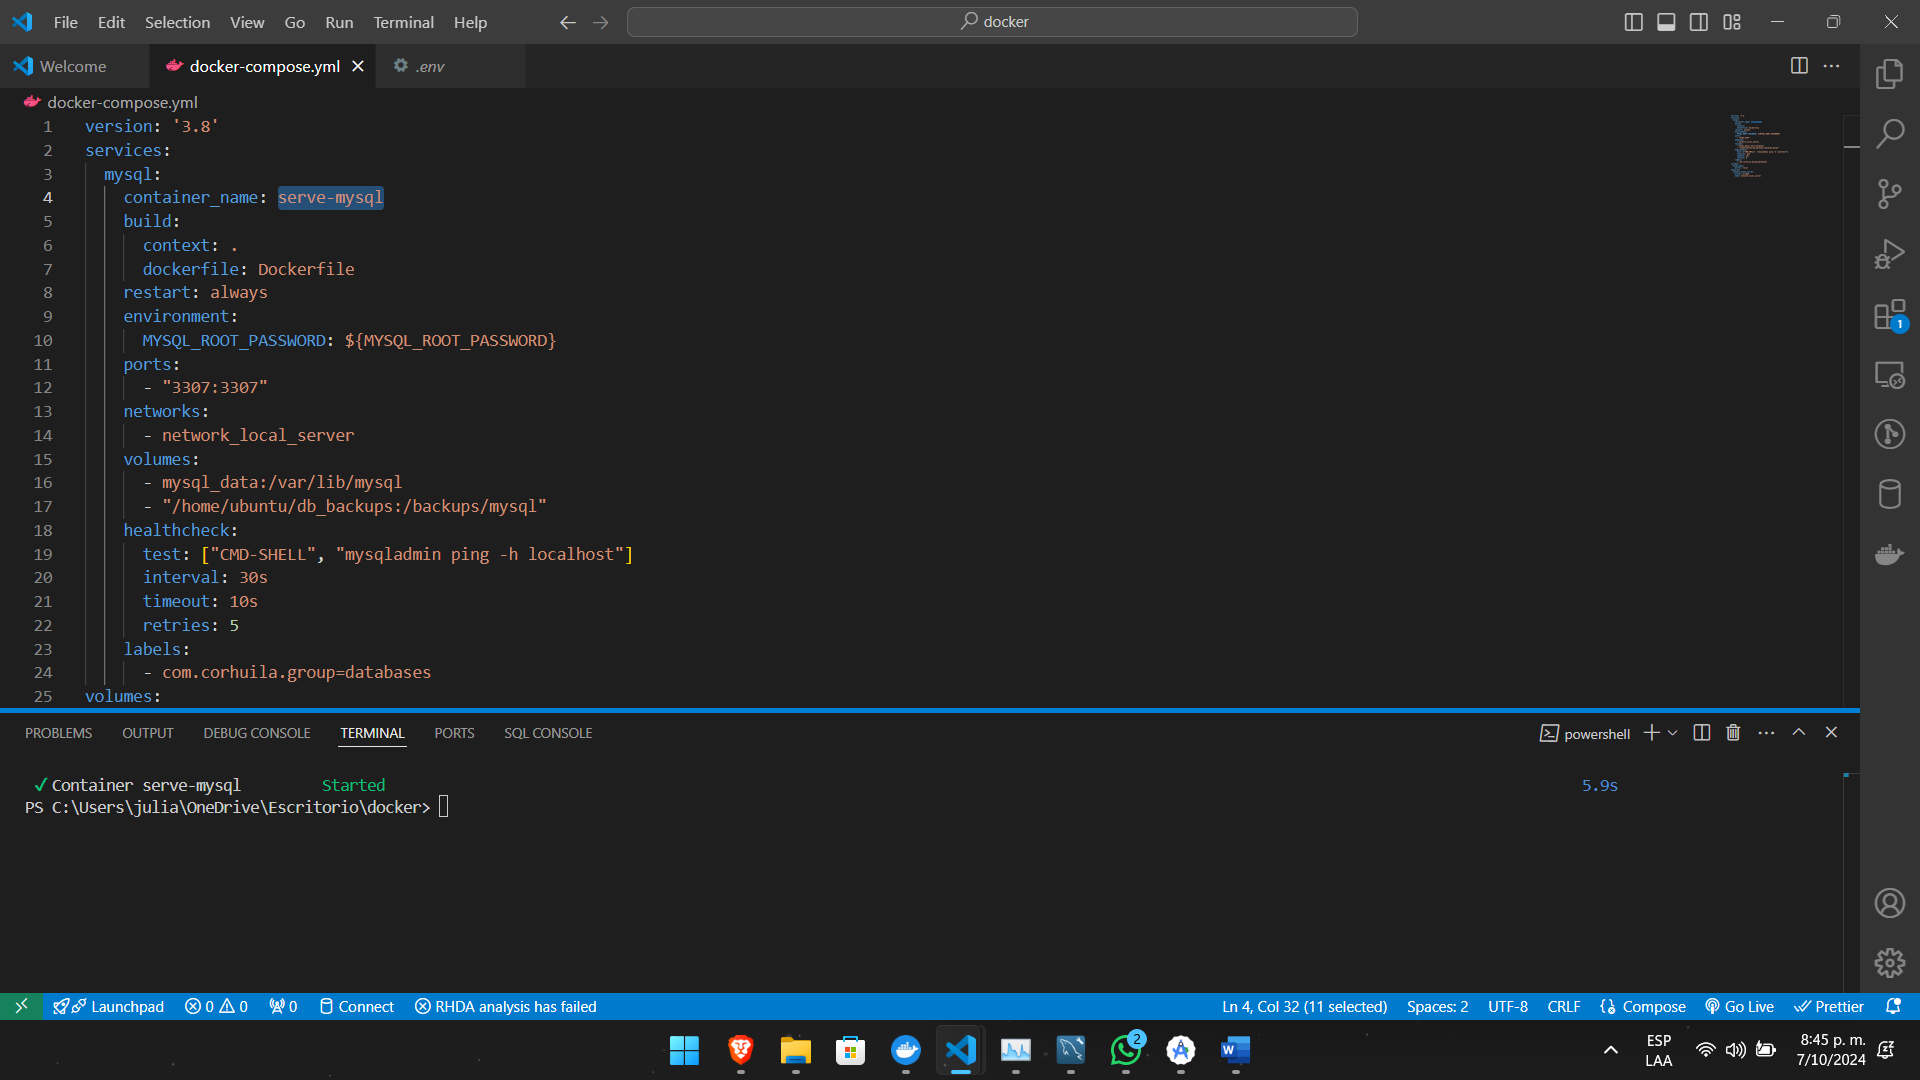 File Edit Selection View Go Run Terminal Help
docker
Welcome docker-compose.yml .env
docker-compose.yml
1 version: '3.8'
2 services:
3 mysql:
4 container_name: serve-mysql
5 build:
6 context: .
7 dockerfile: Dockerfile
8 restart: always
9 environment:
10 MYSQL_ROOT_PASSWORD: ${MYSQL_ROOT_PASSWORD}
11 ports:
12 - "3307:3307"
13 networks:
14 - network_local_server
15 volumes:
16 - mysql_data:/var/lib/mysql
17 - "/home/ubuntu/db_backups:/backups/mysql"
18 healthcheck:
19 test: ["CMD-SHELL", "mysqladmin ping -h localhost"]
20 interval: 30s
21 timeout: 10s
22 retries: 5
23 labels:
24 - com.corhuila.group=databases
25 volumes:
1
PROBLEMS OUTPUT DEBUG CONSOLE TERMINAL PORTS SQL CONSOLE
powershell
✓ Container serve-mysql Started 5.9s
PS C:\Users\julia\OneDrive\Escritorio\docker>
Launchpad 0 0 0 Connect RHDA analysis has failed
Ln 4, Col 32 (11 selected) Spaces: 2 UTF-8 CRLF Compose Go Live Prettier
2
W
ESP
LAA
8:45 p. m.
7/10/2024